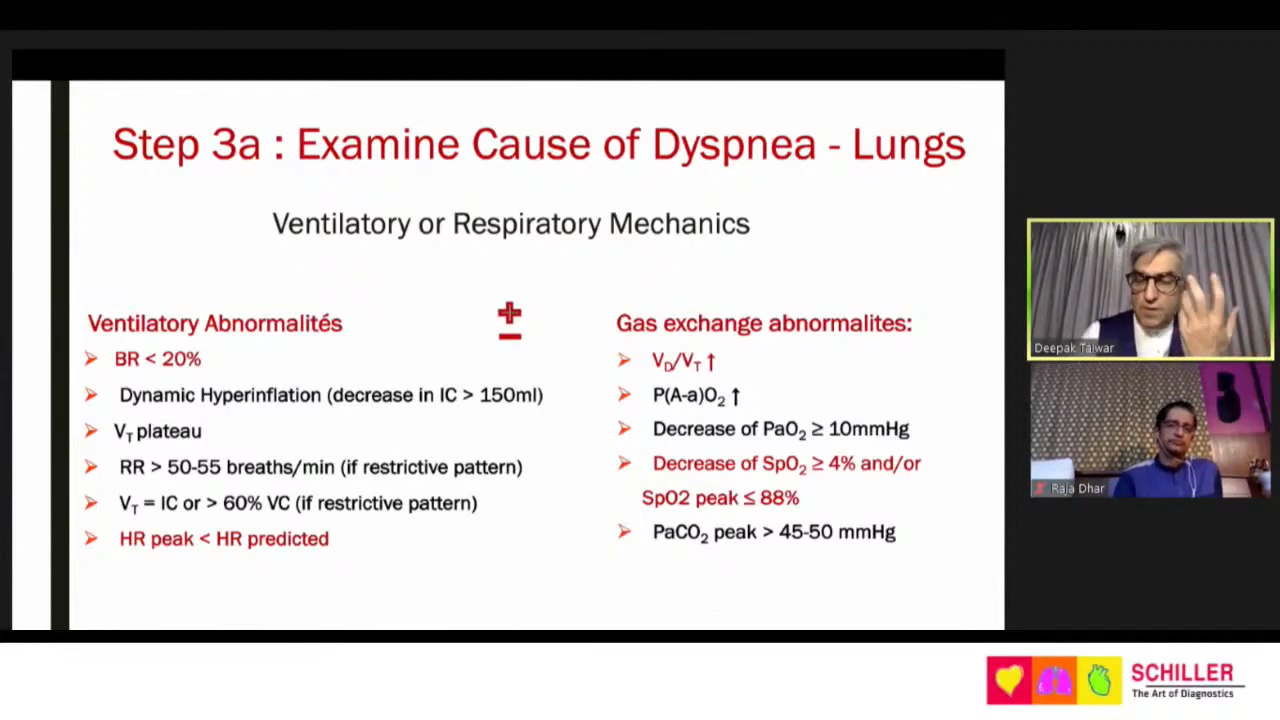 Step 3a : Examine Cause of Dyspnea - Lungs
Ventilatory or Respiratory Mechanics
Ventilatory Abnormalités
BR < 20%
Dynamic Hyperinflation (decrease in IC > 150ml)
VT plateau
RR > 50-55 breaths/min (if restrictive pattern)
VT = IC or > 60% VC (if restrictive pattern)
HR peak < HR predicted
+
−
Gas exchange abnormalites:
VD/VT ↑
P(A-a)O2 ↑
Decrease of PaO2 ≥ 10mmHg
Decrease of SpO2 ≥ 4% and/or
SpO2 peak ≤ 88%
PaCO2 peak > 45-50 mmHg
Deepak Talwar
Raja Dhar
SCHILLER
The Art of Diagnostics